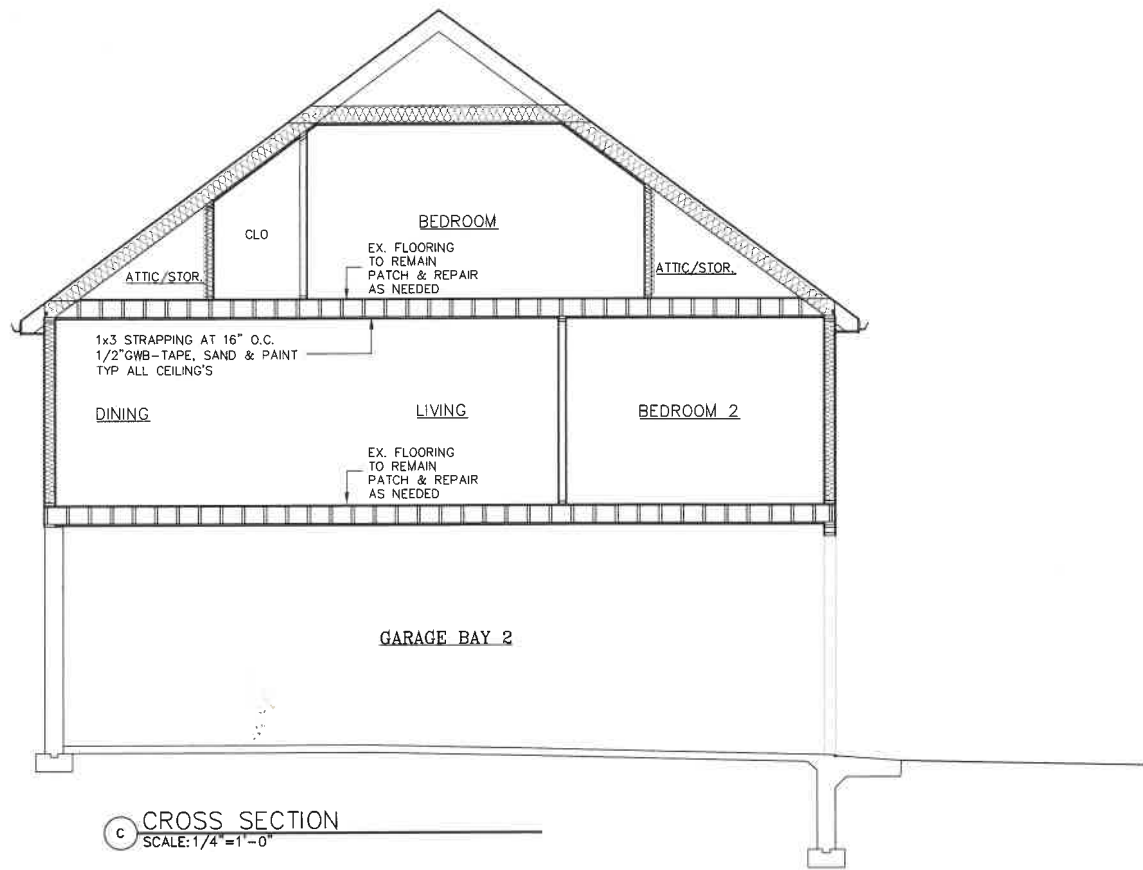 BEDROOM
CLO
EX. FLOORING
TO REMAIN
PATCH & REPAIR
AS NEEDED
ATTIC/STOR.
ATTIC/STOR.
1x3 STRAPPING AT 16" O.C.
1/2"GWB-TAPE, SAND & PAINT
TYP ALL CEILING'S
DINING
LIVING
BEDROOM 2
EX. FLOORING
TO REMAIN
PATCH & REPAIR
AS NEEDED
GARAGE BAY 2
C CROSS SECTION
SCALE: 1/4"=1'-0"